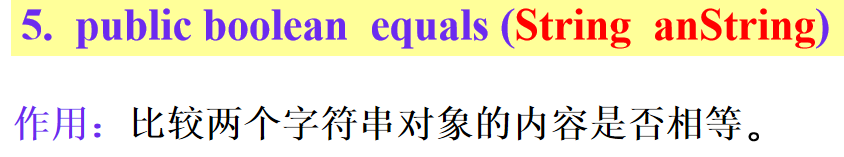 5. public boolean equals (String anString)
作用：比较两个字符串对象的内容是否相等。